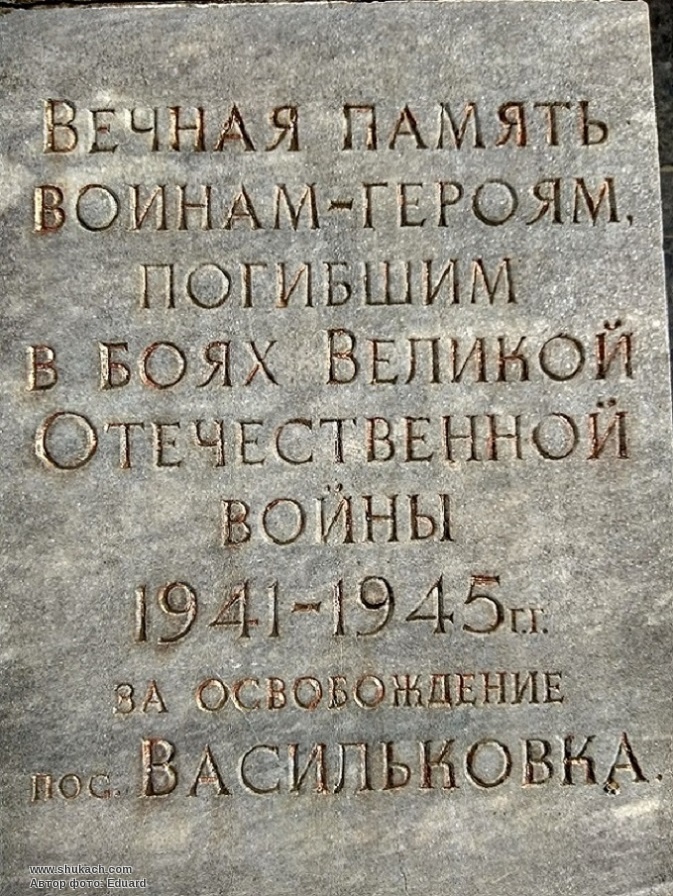 Вечная память
воинам-героям,
погибшим
в боях Великой
Отечественной
войны
1941-1945 г.г.
за освобождение
пос. Васильковка.
www.shukach.com
Автор фото: Eduard